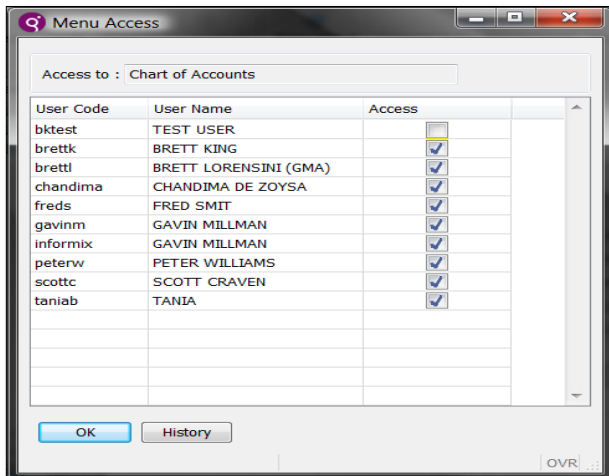 Menu Access
Access to : Chart of Accounts
User Code User Name Access
bktest TEST USER
brettk BRETT KING
brettl BRETT LORENSINI (GMA)
chandima CHANDIMA DE ZOYSA
freds FRED SMIT
gavinm GAVIN MILLMAN
informix GAVIN MILLMAN
peterw PETER WILLIAMS
scottc SCOTT CRAVEN
taniab TANIA
OK History
OVR